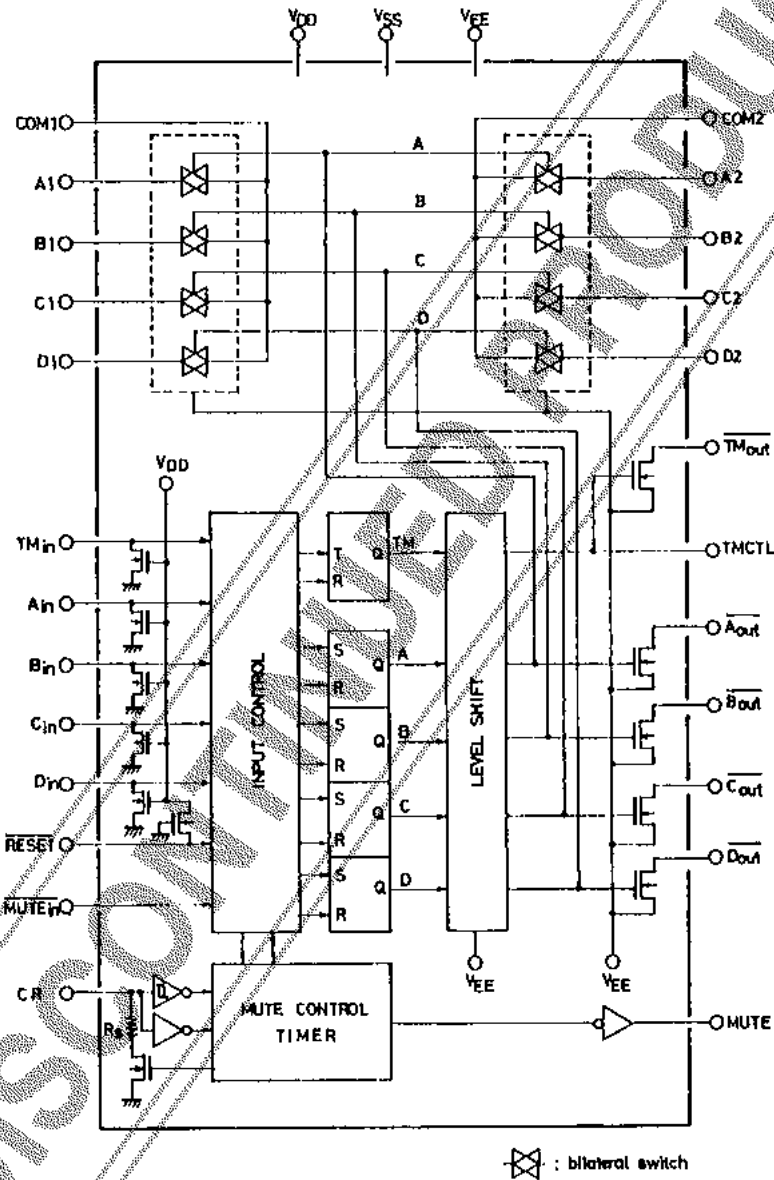 VDD VSS VEE
COM1 COM2
A
A1 A2
B
B1 B2
C
C1 C2
D
D1 D2
VDD
TMout
TMin T Q TM TMCTL
R
Ain
Aout
S A
Bin Q
R
Bout
Cin S B
INPUT CONTROL Q LEVEL SHIFT
R
Din S C Cout
Q
RESET R
S D Dout
Q
MUTEin R
VEE VEE
CR
MUTE CONTROL
TIMER
Rs
MUTE
: bilateral switch
DISCONTINUED PRODU